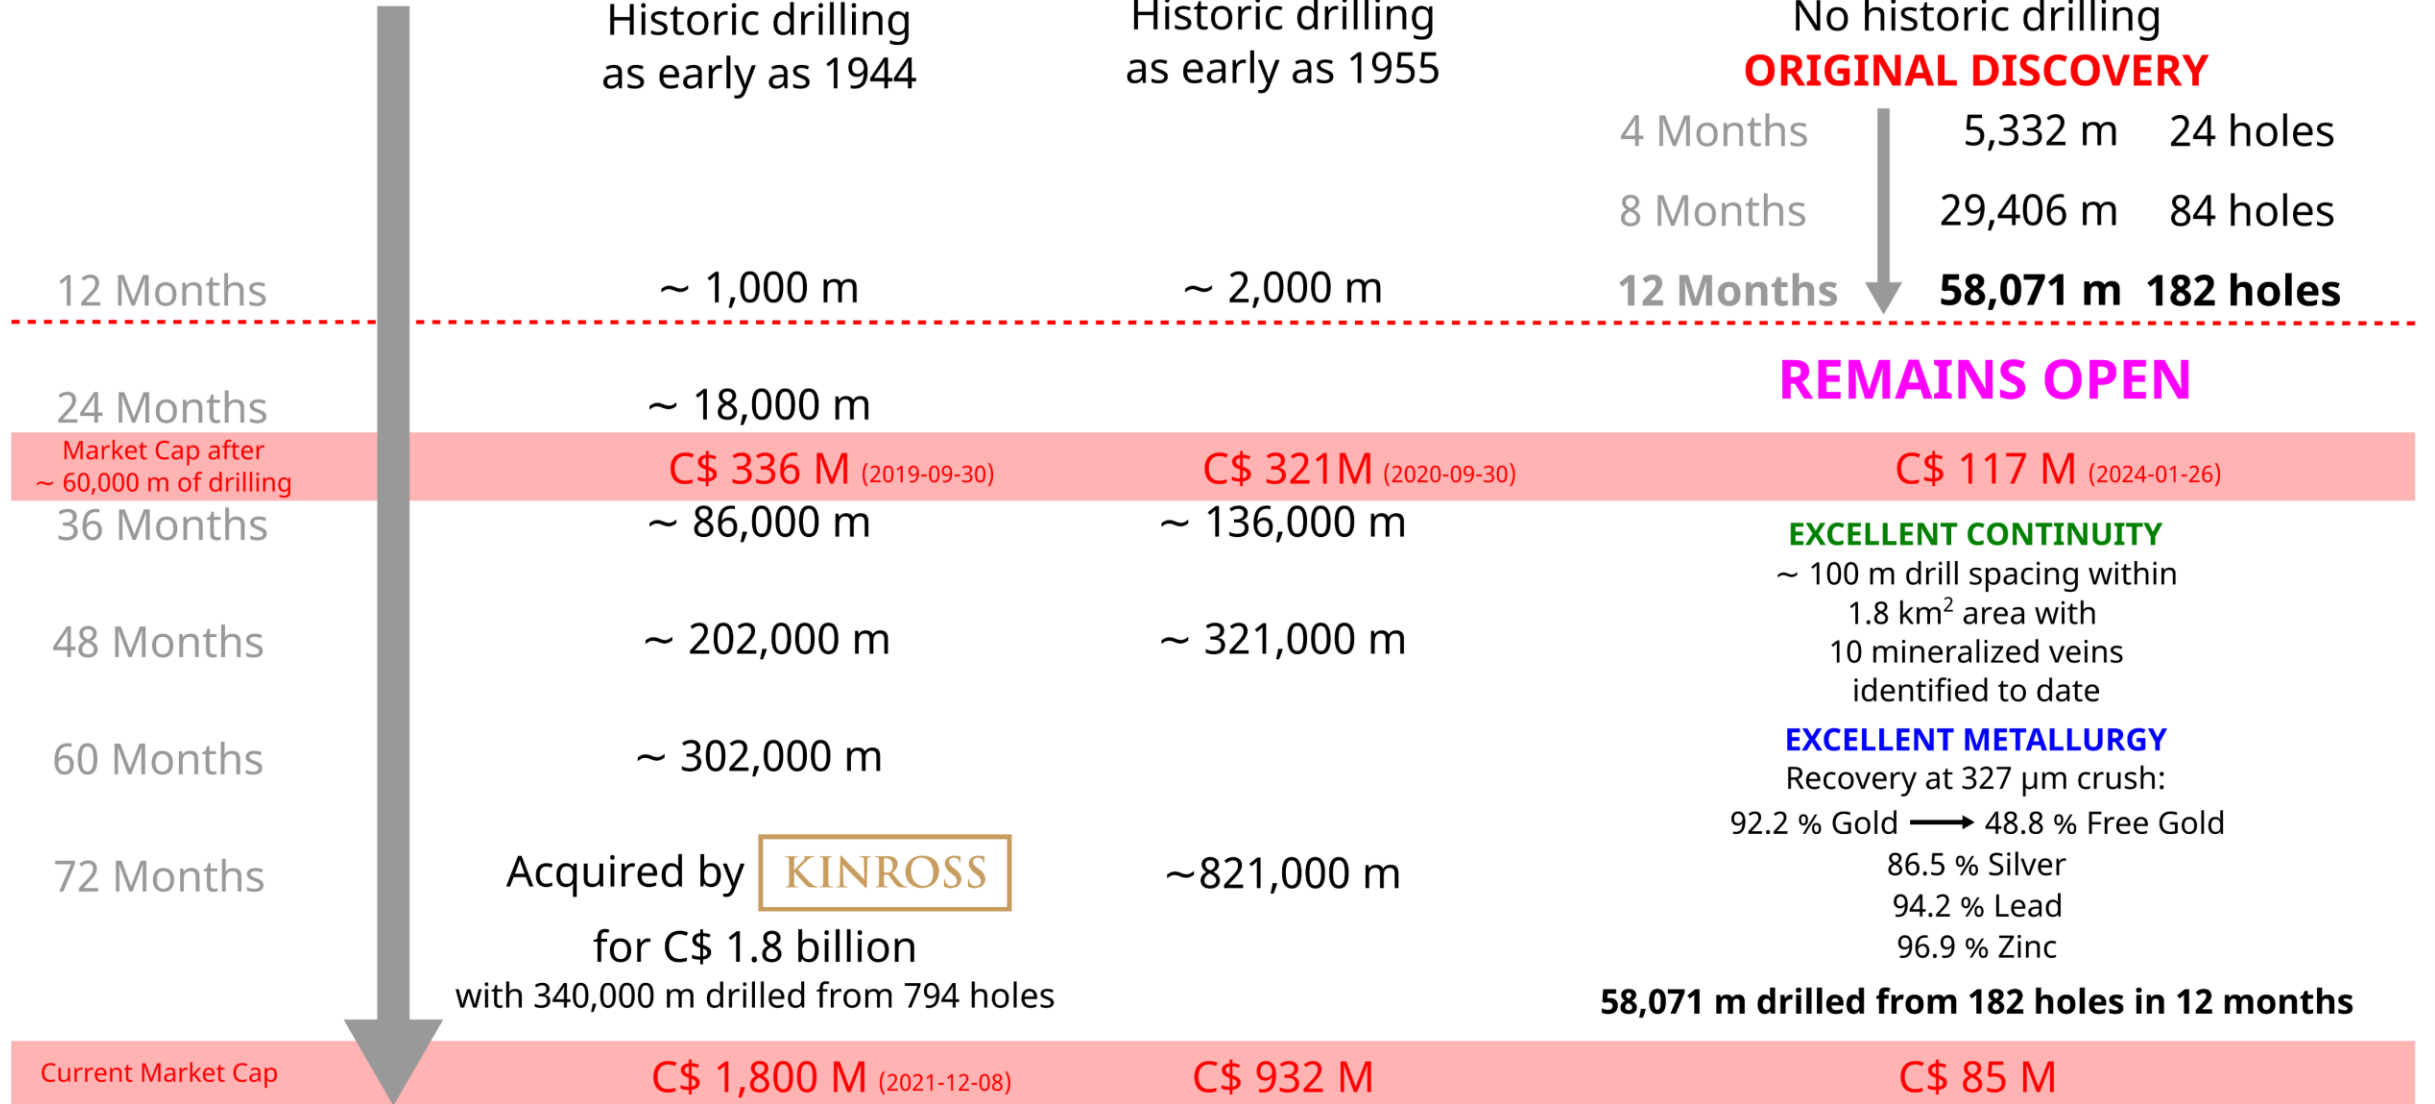 Historic drilling
as early as 1944
Historic drilling
as early as 1955
No historic drilling
ORIGINAL DISCOVERY
4 Months 5,332 m 24 holes
8 Months 29,406 m 84 holes
12 Months ~ 1,000 m ~ 2,000 m 12 Months 58,071 m 182 holes
REMAINS OPEN
24 Months ~ 18,000 m
Market Cap after
~ 60,000 m of drilling
C$ 336 M (2019-09-30) C$ 321M (2020-09-30) C$ 117 M (2024-01-26)
36 Months ~ 86,000 m ~ 136,000 m
EXCELLENT CONTINUITY
~ 100 m drill spacing within
1.8 km² area with
10 mineralized veins
identified to date
48 Months ~ 202,000 m ~ 321,000 m
60 Months ~ 302,000 m
EXCELLENT METALLURGY
Recovery at 327 µm crush:
92.2 % Gold 48.8 % Free Gold
86.5 % Silver
94.2 % Lead
96.9 % Zinc
72 Months Acquired by KINROSS ~821,000 m
for C$ 1.8 billion
with 340,000 m drilled from 794 holes
58,071 m drilled from 182 holes in 12 months
Current Market Cap C$ 1,800 M (2021-12-08) C$ 932 M C$ 85 M